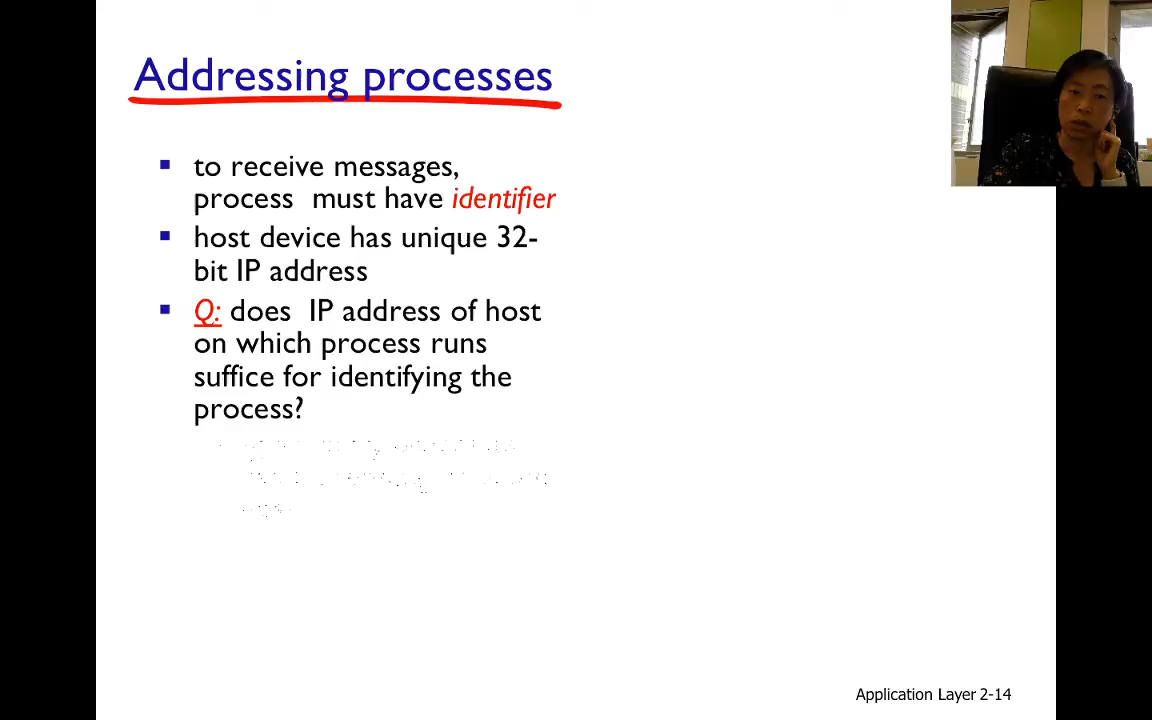 Addressing processes
▪ to receive messages,
process must have identifier
▪ host device has unique 32-
bit IP address
▪ Q: does IP address of host
on which process runs
suffice for identifying the
process?
Application Layer 2-14